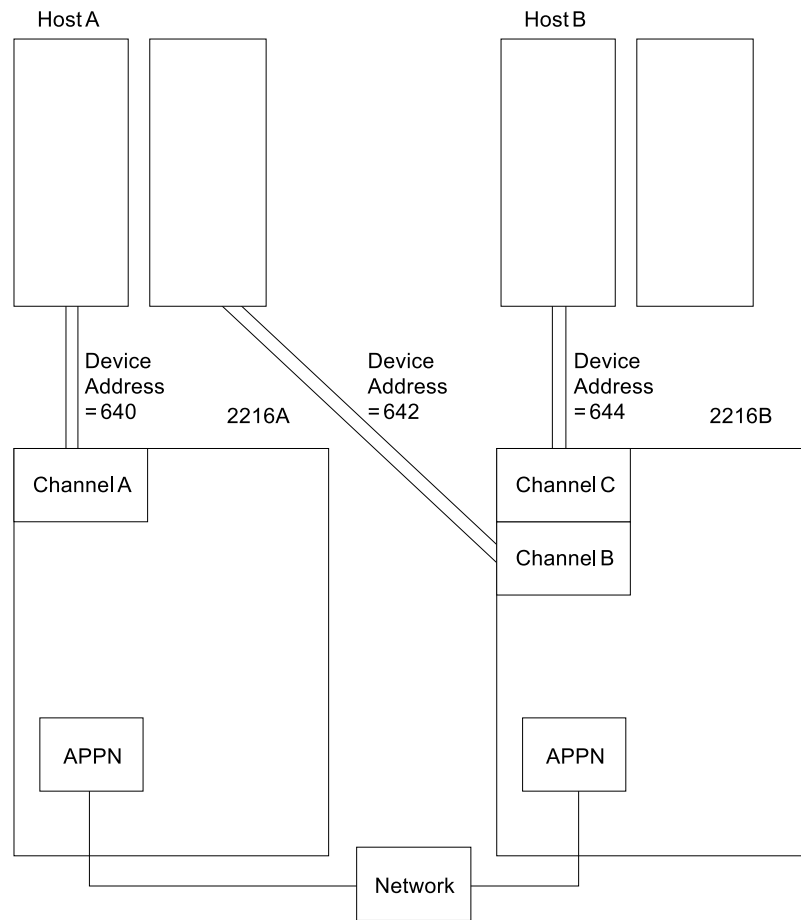 Host A
Host B
Device
Address
= 640
Device
Address
= 642
Device
Address
= 644
2216A
2216B
Channel A
Channel C
Channel B
APPN
APPN
Network